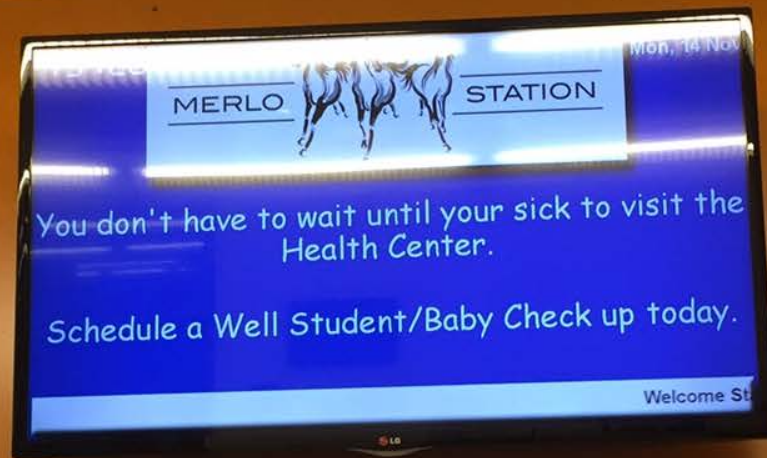 Mon, 14 Nov
MERLO STATION
You don't have to wait until your sick to visit the
Health Center.
Schedule a Well Student/Baby Check up today.
Welcome
LG